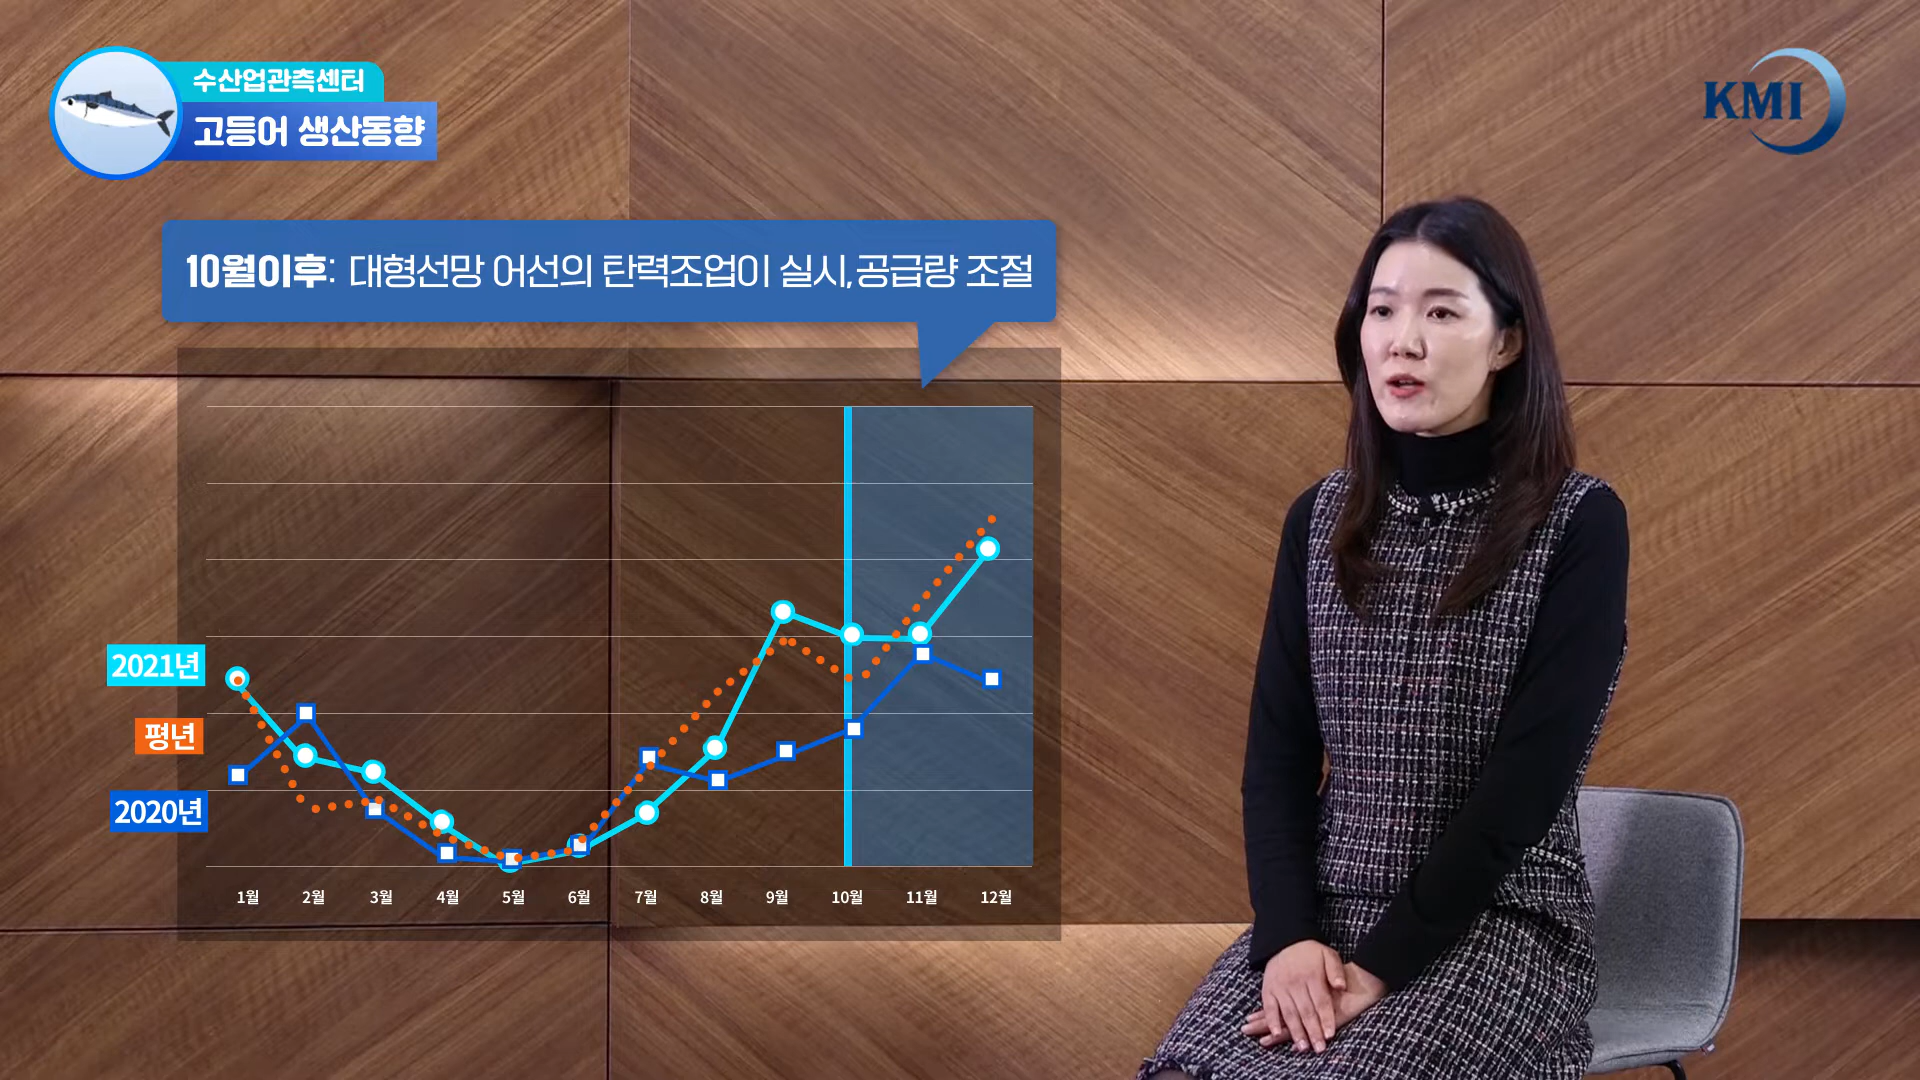 수산업관측센터
고등어 생산동향
KMI
10월이후: 대형선망 어선의 탄력조업이 실시, 공급량 조절
2021년
평년
2020년
1월 2월 3월 4월 5월 6월 7월 8월 9월 10월 11월 12월